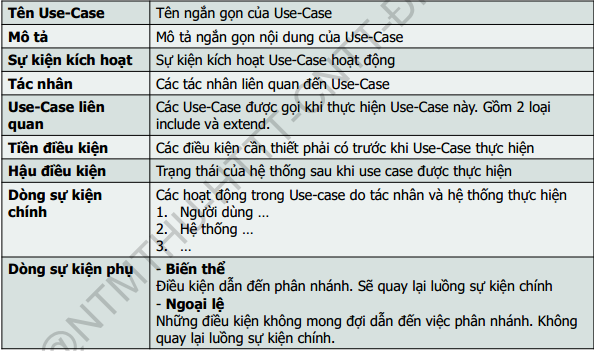 Tên Use-Case Tên ngắn gọn của Use-Case
Mô tả Mô tả ngắn gọn nội dung của Use-Case
Sự kiện kích hoạt Sự kiện kích hoạt Use-Case hoạt động
Tác nhân Các tác nhân liên quan đến Use-Case
Use-Case liên quan Các Use-Case được gọi khi thực hiện Use-Case này. Gồm 2 loại
include và extend.
Tiền điều kiện Các điều kiện cần thiết phải có trước khi Use-Case thực hiện
Hậu điều kiện Trạng thái của hệ thống sau khi use case được thực hiện
Dòng sự kiện chính Các hoạt động trong Use-case do tác nhân và hệ thống thực hiện
1. Người dùng ...
2. Hệ thống ...
3. ...
Dòng sự kiện phụ - Biến thể
Điều kiện dẫn đến phân nhánh. Sẽ quay lại luồng sự kiện chính
- Ngoại lệ
Những điều kiện không mong đợi dẫn đến việc phân nhánh. Không
quay lại luồng sự kiện chính.